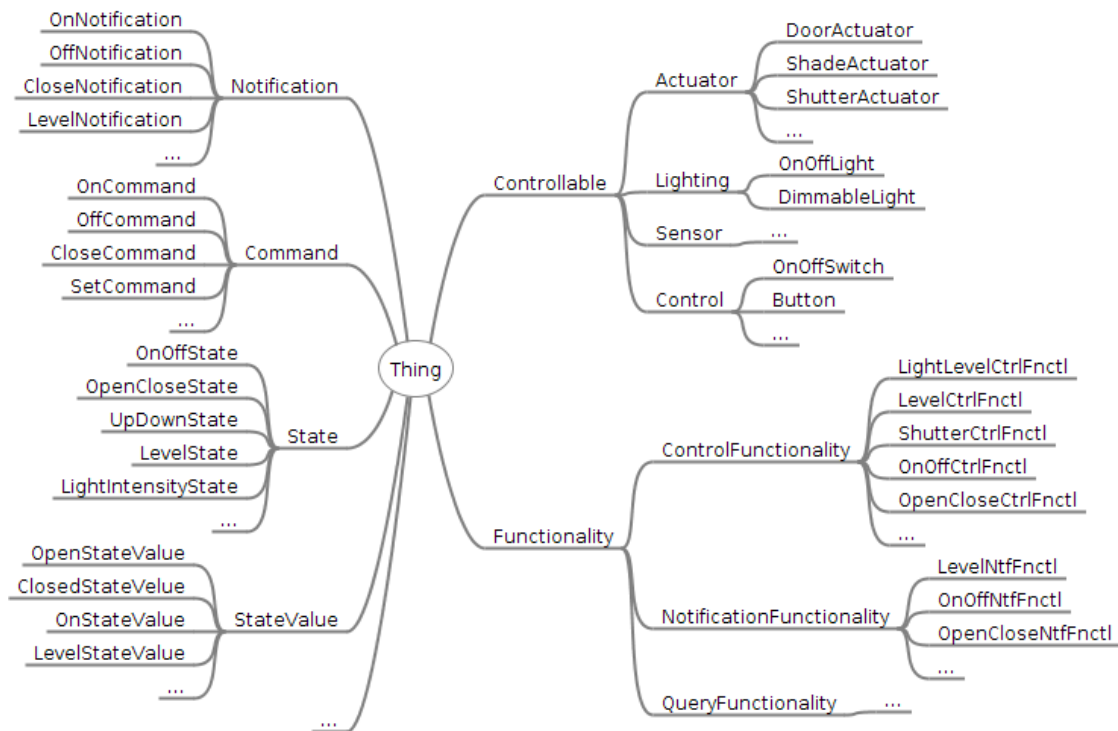 OnNotification
OffNotification
CloseNotification
LevelNotification
...
Notification
OnCommand
OffCommand
CloseCommand
SetCommand
...
Command
OnOffState
OpenCloseState
UpDownState
LevelState
LightIntensityState
...
State
OpenStateValue
ClosedStateVelue
OnStateValue
LevelStateValue
...
StateValue
...
Thing
Controllable
Actuator
DoorActuator
ShadeActuator
ShutterActuator
...
Lighting
OnOffLight
DimmableLight
Sensor
...
Control
OnOffSwitch
Button
...
Functionality
ControlFunctionality
LightLevelCtrlFnctl
LevelCtrlFnctl
ShutterCtrlFnctl
OnOffCtrlFnctl
OpenCloseCtrlFnctl
...
NotificationFunctionality
LevelNtfFnctl
OnOffNtfFnctl
OpenCloseNtfFnctl
...
QueryFunctionality
...